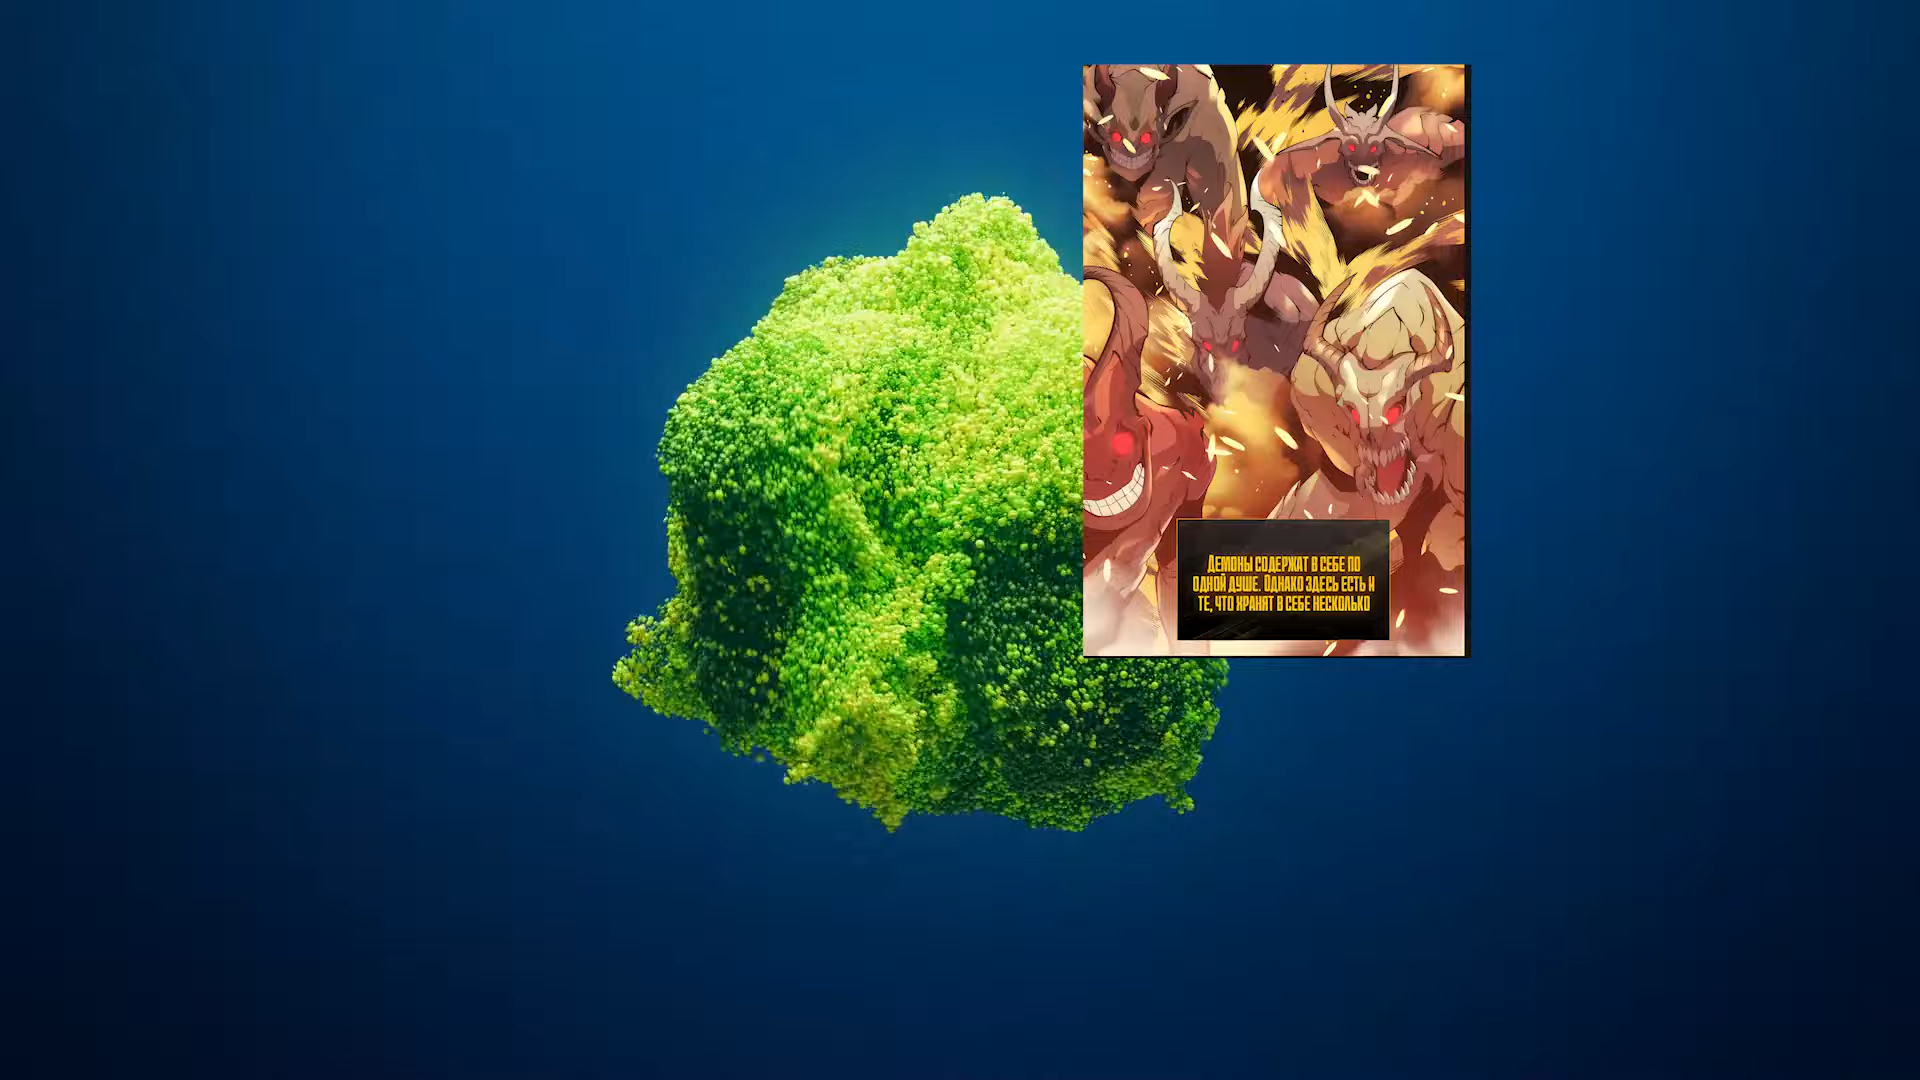 Демоны содержат в себе по
одной душе. Однако здесь есть и
те, что хранят в себе несколько